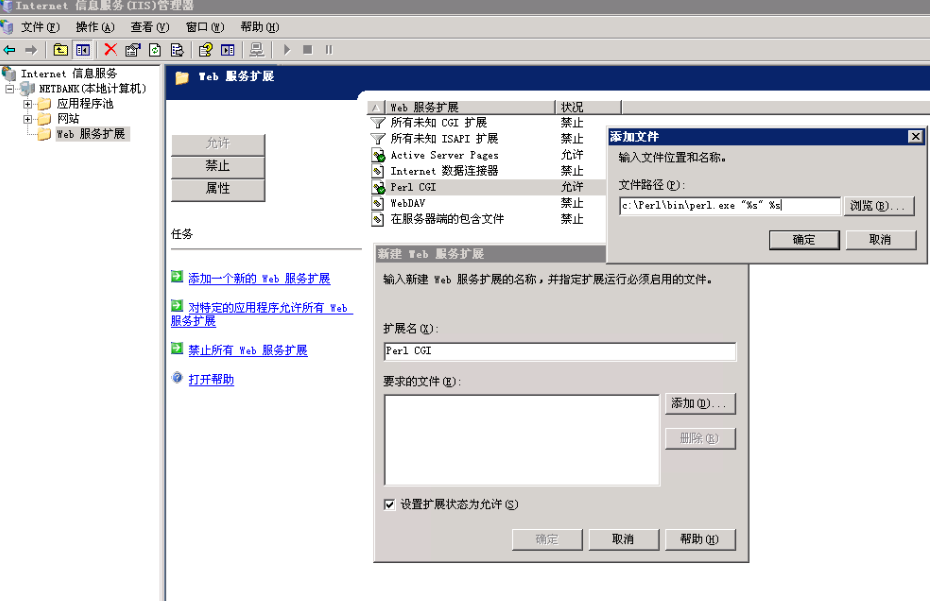 Internet 信息服务(IIS)管理器
文件(F) 操作(A) 查看(V) 窗口(W) 帮助(H)
Internet 信息服务
NETBANK(本地计算机)
应用程序池
网站
Web 服务扩展
Web 服务扩展
允许
禁止
属性
任务
添加一个新的 Web 服务扩展
对特定的应用程序允许所有 Web
服务扩展
禁止所有 Web 服务扩展
打开帮助
Web 服务扩展 状况
所有未知 CGI 扩展 禁止
所有未知 ISAPI 扩展 禁止
Active Server Pages 允许
Internet 数据连接器 禁止
Perl CGI 允许
WebDAV 禁止
在服务器端的包含文件 禁止
添加文件
输入文件位置和名称。
文件路径(P):
c:\Perl\bin\perl.exe "%s" %s
浏览(B)...
确定 取消
新建 Web 服务扩展
输入新建 Web 服务扩展的名称,并指定扩展运行必须启用的文件。
扩展名(X):
Perl CGI
要求的文件(E):
添加(D)...
删除(R)
设置扩展状态为允许(S)
确定 取消 帮助(H)